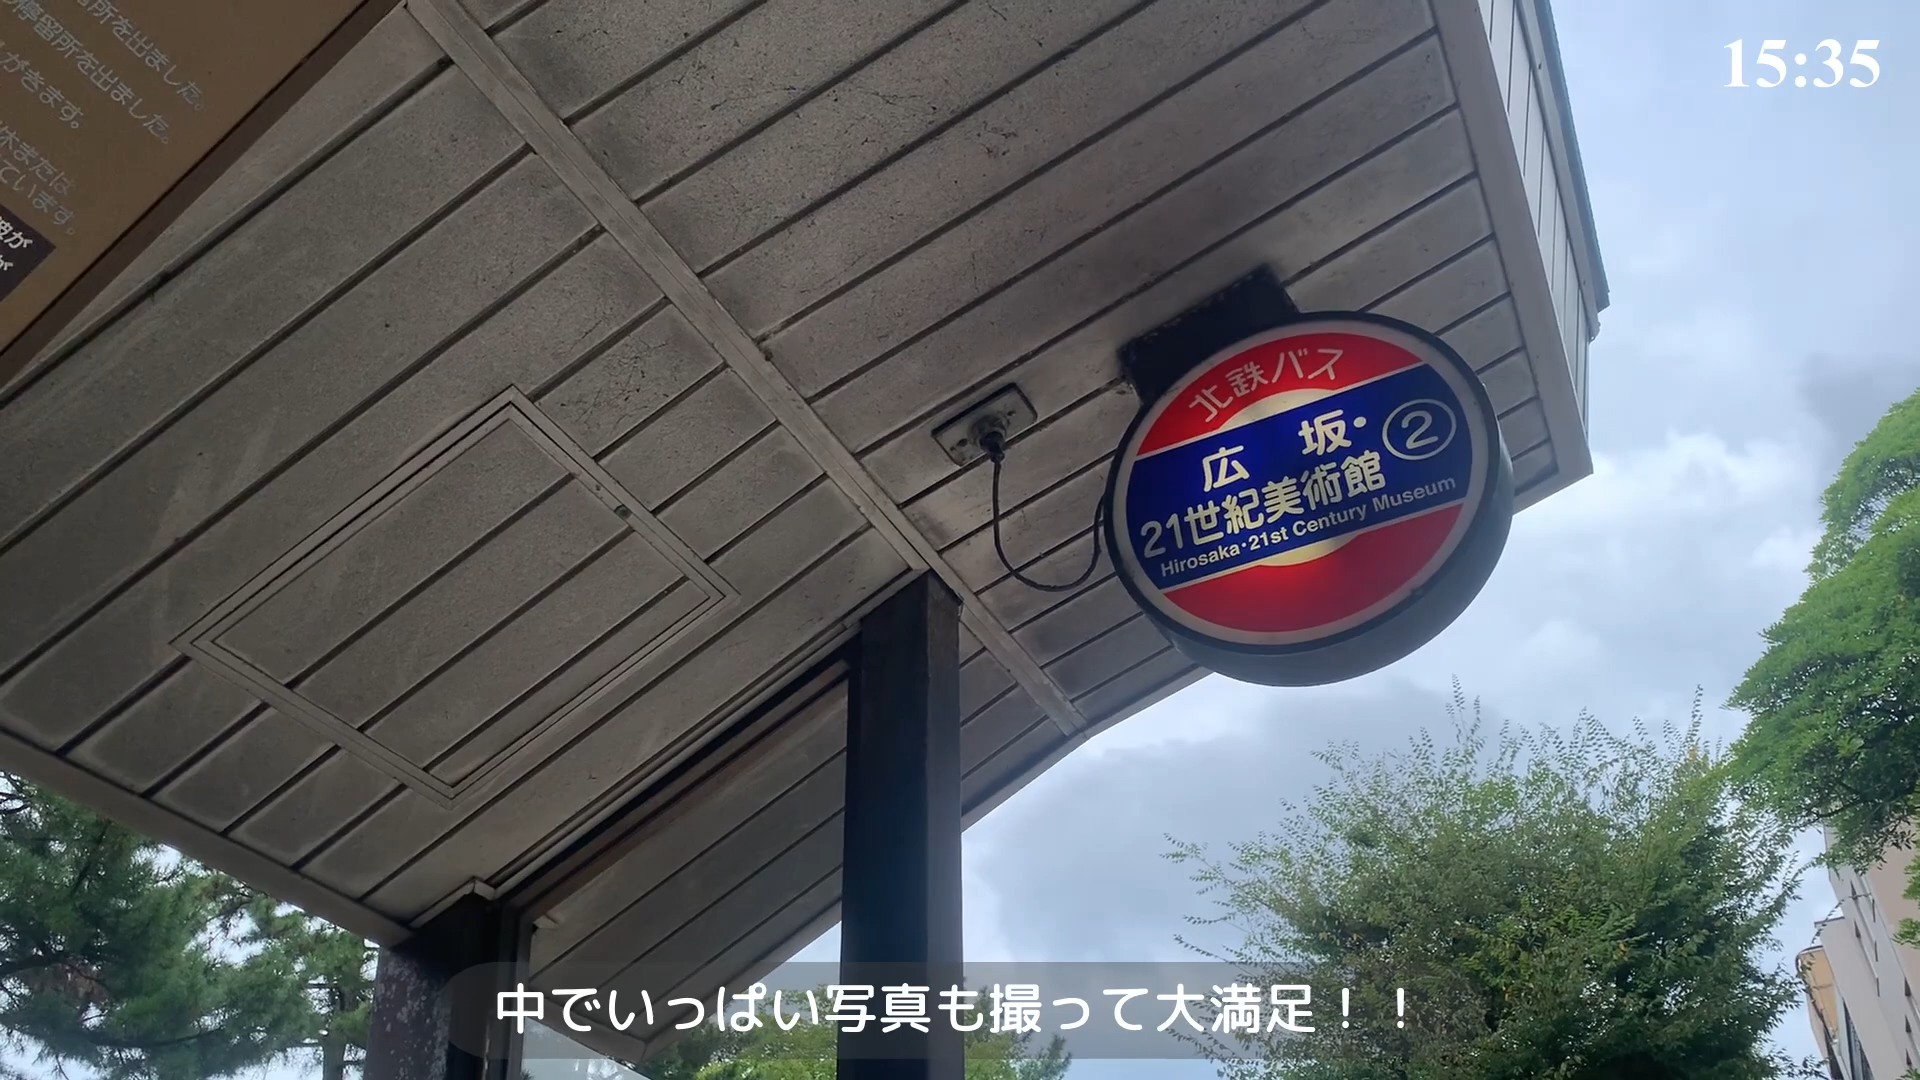 15:35
所を出ました。
停留所を出ました。
がきます。
休または
ています。
北鉄バス
広坂・
②
21世紀美術館
Hirosaka・21st Century Museum
中でいっぱい写真も撮って大満足！！